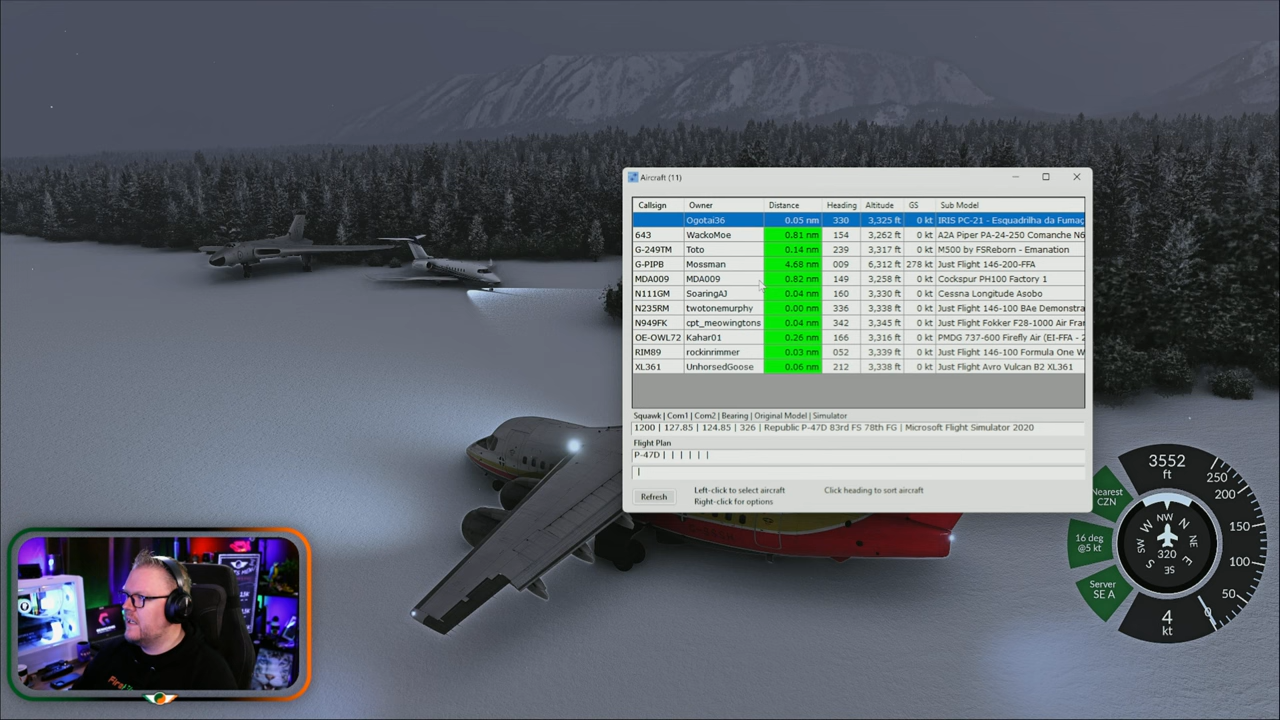 Aircraft (11)
Callsign Owner Distance Heading Altitude GS Sub Model
Ogotai36 0.05 nm 330 3,325 ft 0 kt IRIS PC-21 - Esquadrilha da Fumaç
643 WackoMoe 0.81 nm 154 3,262 ft 0 kt A2A Piper PA-24-250 Comanche N6
G-249TM Toto 0.14 nm 239 3,317 ft 0 kt M500 by FSReborn - Emanation
G-PIPB Mossman 4.68 nm 009 6,312 ft 278 kt Just Flight 146-200-FFA
MDA009 MDA009 0.82 nm 149 3,258 ft 0 kt Cockspur PH100 Factory 1
N111GM SoaringAJ 0.04 nm 160 3,330 ft 0 kt Cessna Longitude Asobo
N235RM twotonemurphy 0.00 nm 336 3,338 ft 0 kt Just Flight 146-100 BAe Demonstra
N949FK cpt_meowingtons 0.04 nm 342 3,345 ft 0 kt Just Flight Fokker F28-1000 Air Fran
OE-OWL72 Kahar01 0.26 nm 166 3,316 ft 0 kt PMDG 737-600 Firefly Air (EI-FFA - 2
RIM89 rockinrimmer 0.03 nm 052 3,339 ft 0 kt Just Flight 146-100 Formula One W
XL361 UnhorsedGoose 0.06 nm 212 3,338 ft 0 kt Just Flight Avro Vulcan B2 XL361
Squawk | Com1 | Com2 | Bearing | Original Model | Simulator
1200 | 127.85 | 124.85 | 326 | Republic P-47D 83rd FS 78th FG | Microsoft Flight Simulator 2020
Flight Plan
P-47D | | | | | |
|
Refresh
Left-click to select aircraft
Right-click for options
Click heading to sort aircraft
3552
ft
250
200
150
100
50
Nearest
CZN
16 deg
@5 kt
Server
SE A
NW N NE E SE S SW W
320
4
kt